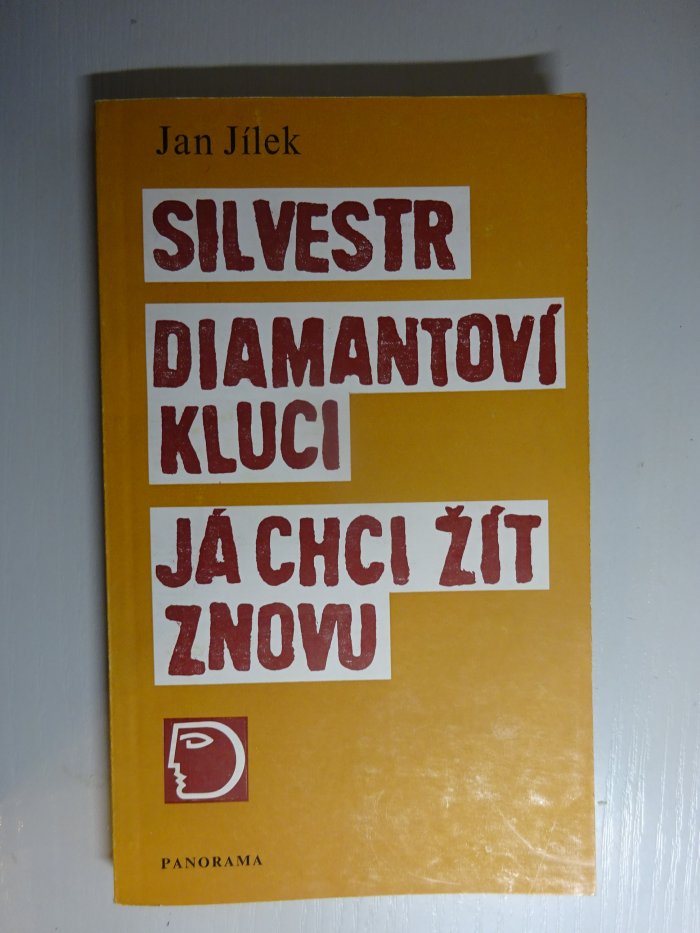 Jan Jílek
SILVESTR
DIAMANTOVÍ
KLUCI
JÁ CHCI ŽÍT
ZNOVU
PANORAMA